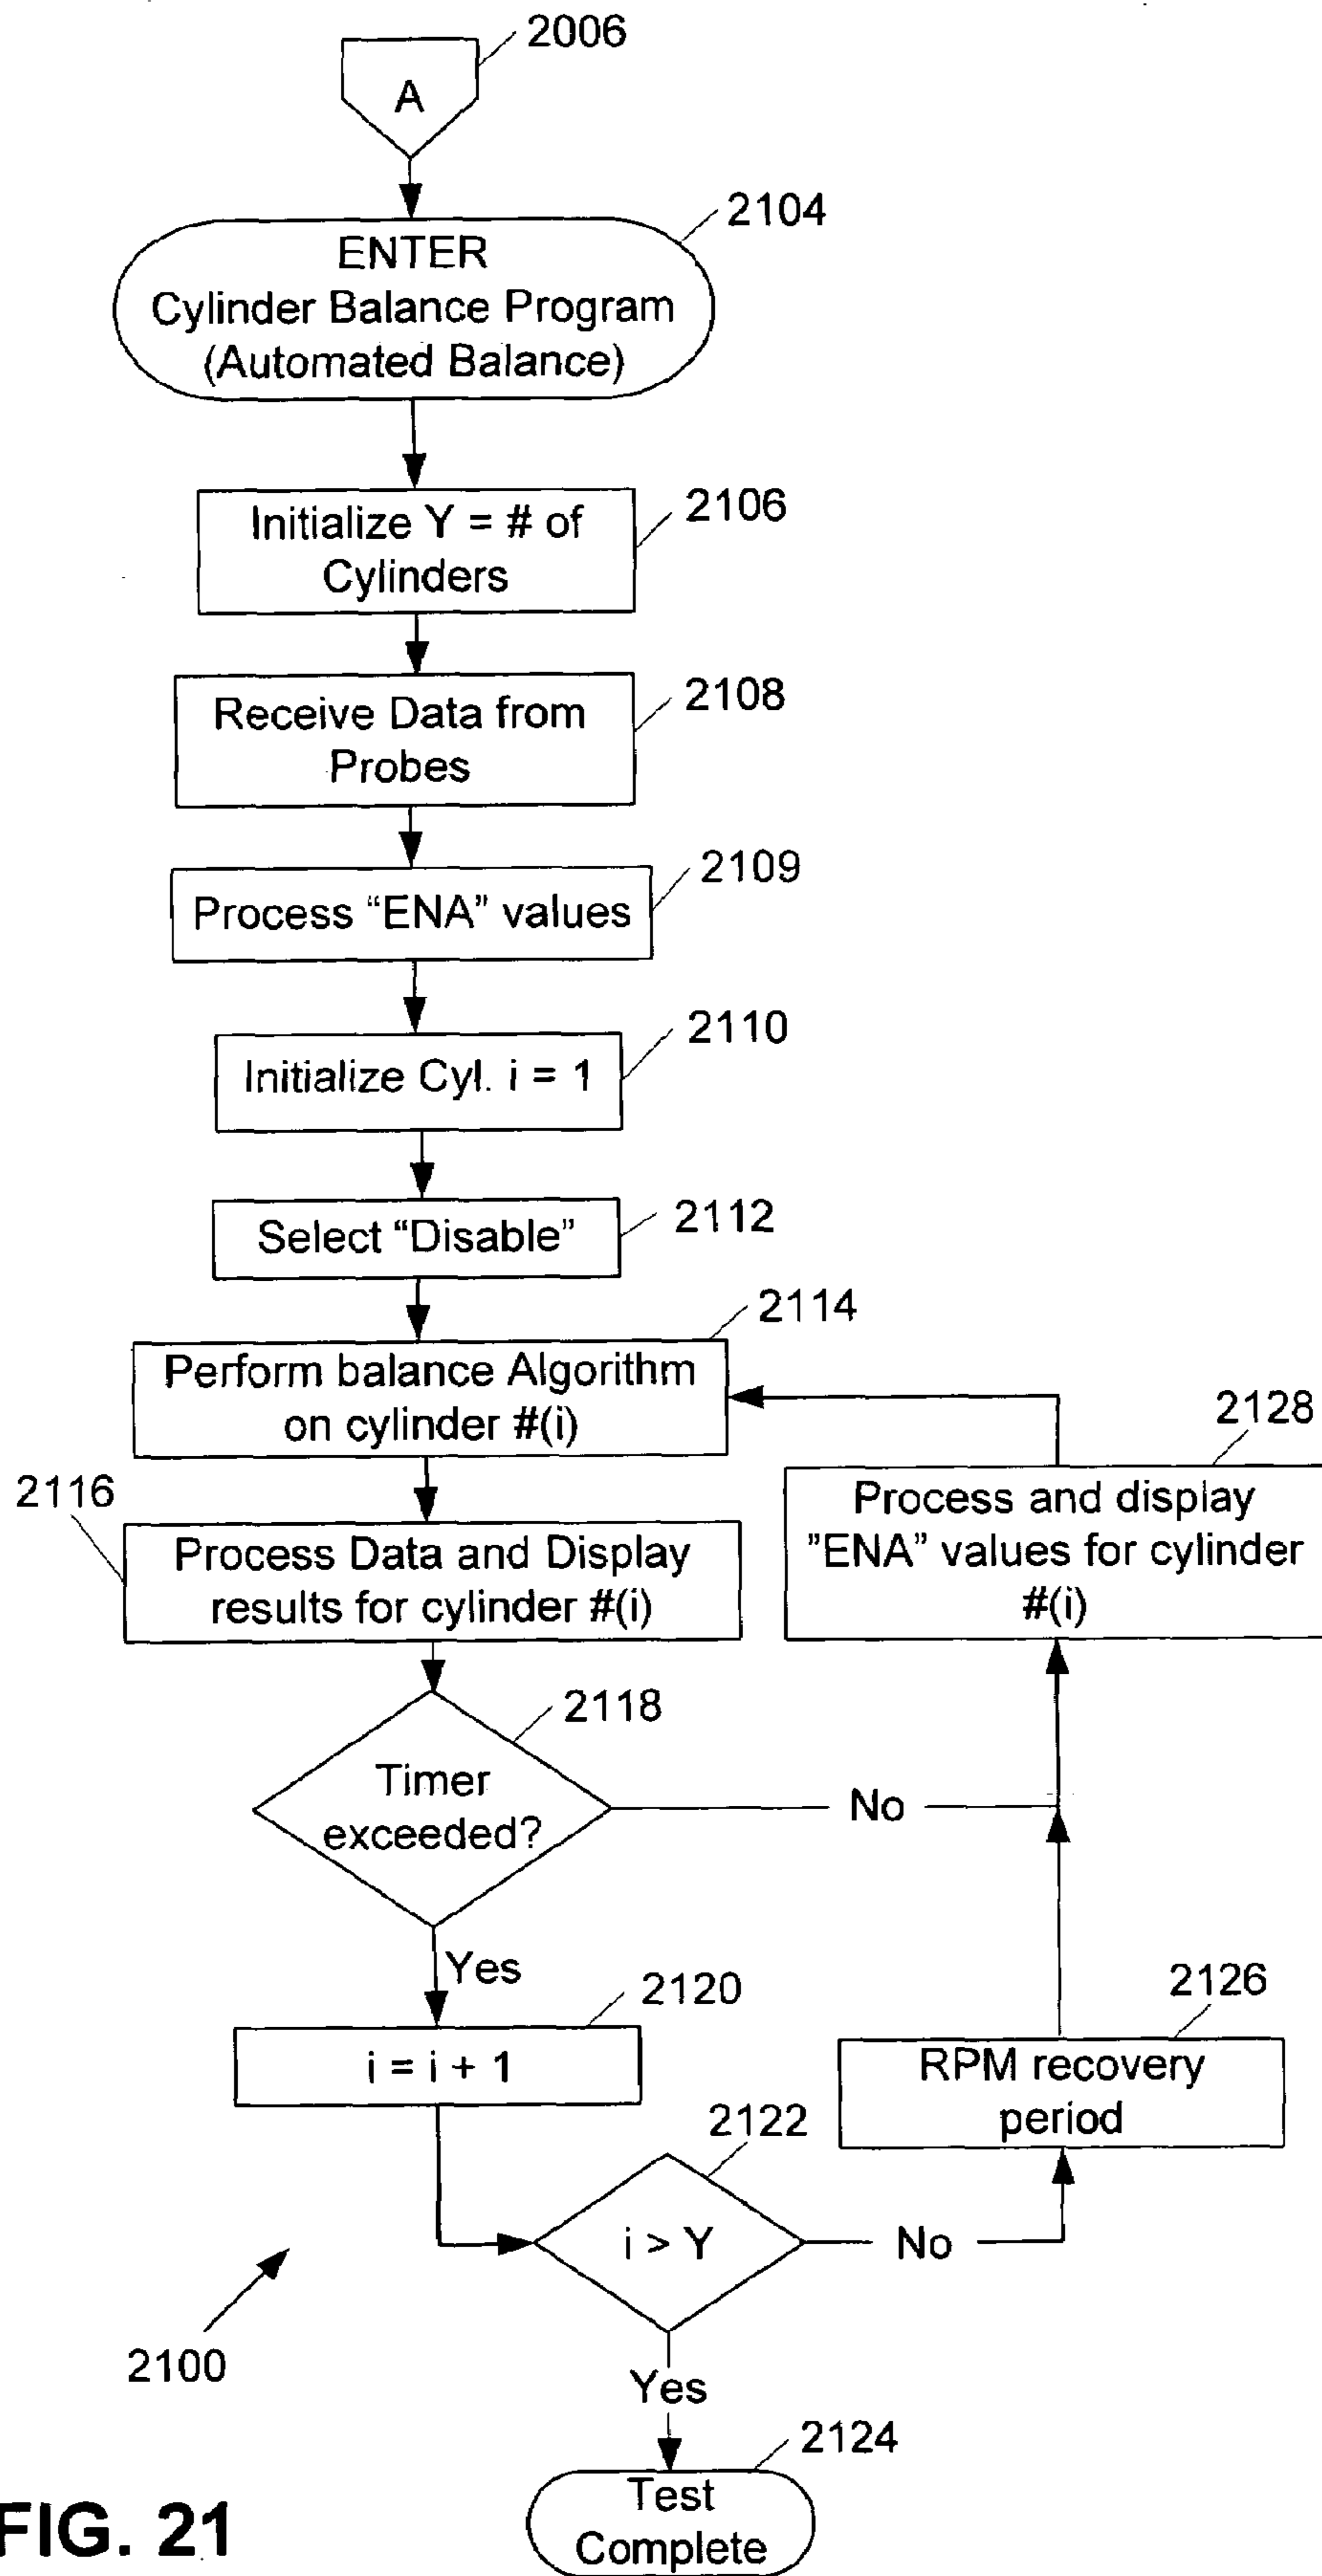 2006
A
2104
ENTER
Cylinder Balance Program
(Automated Balance)
2106
Initialize Y = # of
Cylinders
2108
Receive Data from
Probes
2109
Process “ENA” values
2110
Initialize Cyl. i = 1
2112
Select “Disable”
2114
Perform balance Algorithm
on cylinder #(i)
2128
Process and display
”ENA” values for cylinder
#(i)
2116
Process Data and Display
results for cylinder #(i)
2118
Timer
exceeded?
No
Yes
2120
i = i + 1
2126
RPM recovery
period
2122
i > Y
No
2100
Yes
2124
Test
Complete
FIG. 21